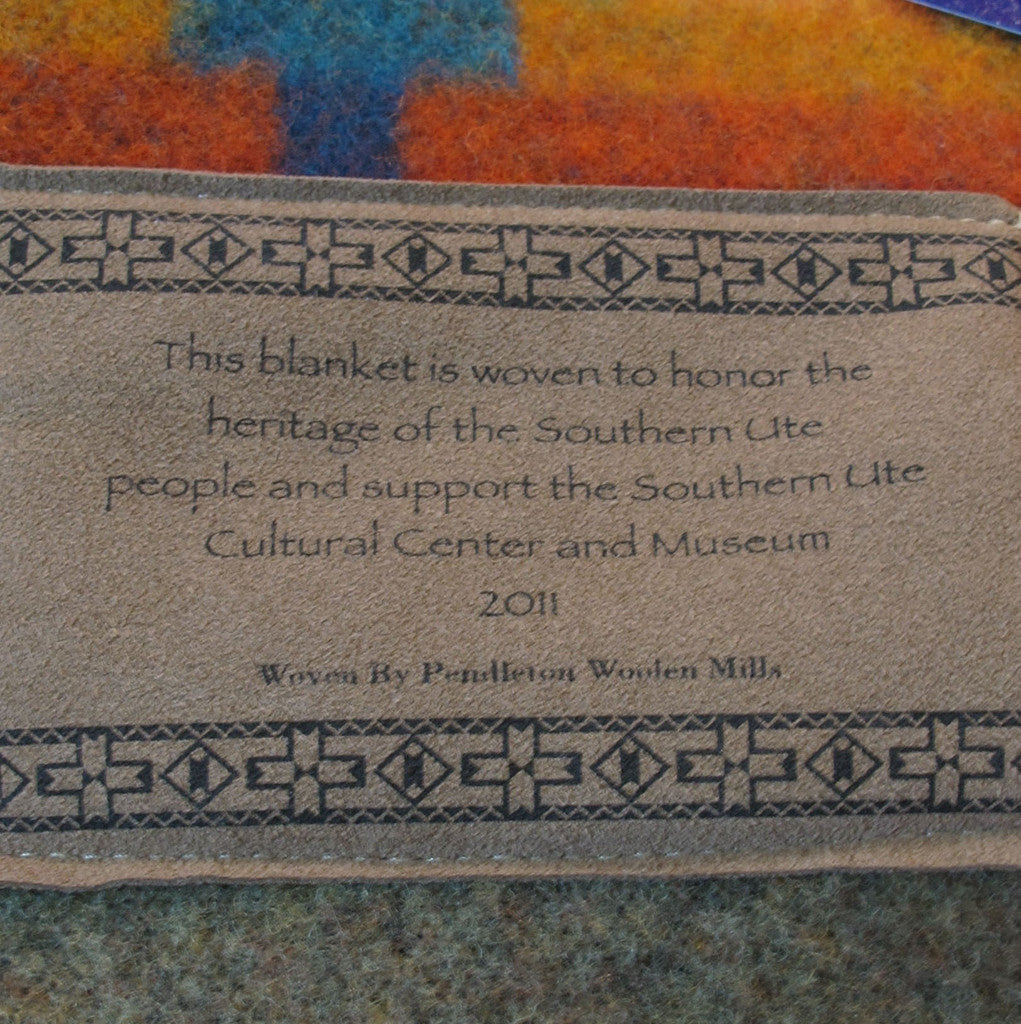 This blanket is woven to honor the
heritage of the Southern Ute
people and support the Southern Ute
Cultural Center and Museum
2011
Woven By Pendleton Woolen Mills